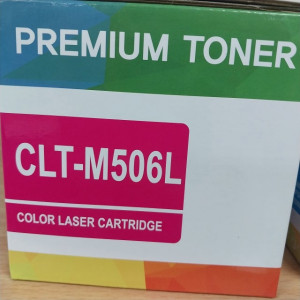 PREMIUM TONER
CLT-M506L
COLOR LASER CARTRIDGE